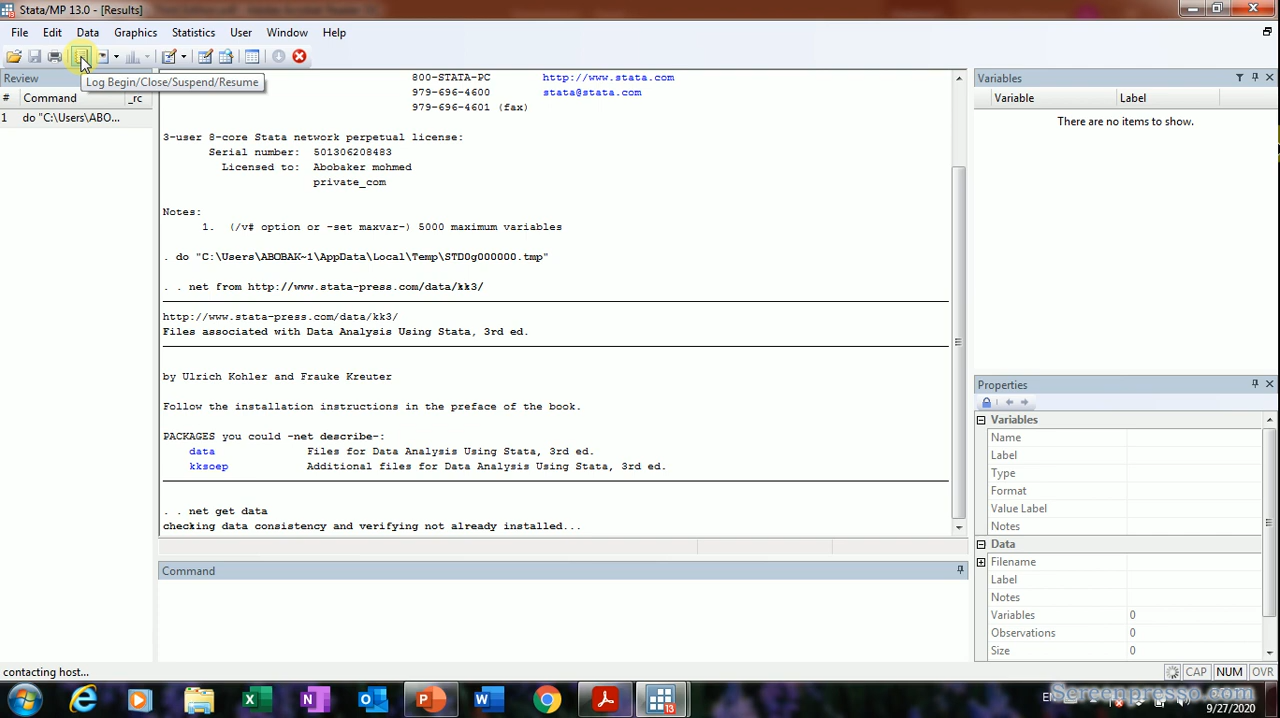 Stata/MP 13.0 - [Results]
File Edit Data Graphics Statistics User Window Help
Log Begin/Close/Suspend/Resume
Review
# Command _rc
1 do "C:\Users\ABO...
800-STATA-PC http://www.stata.com
979-696-4600 stata@stata.com
979-696-4601 (fax)
3-user 8-core Stata network perpetual license:
Serial number: 501306208483
Licensed to: Abobaker mohmed
private_com
Notes:
1. (/v# option or -set maxvar-) 5000 maximum variables
. do "C:\Users\ABOBAK~1\AppData\Local\Temp\STD0g000000.tmp"
. . net from http://www.stata-press.com/data/kk3/
http://www.stata-press.com/data/kk3/
Files associated with Data Analysis Using Stata, 3rd ed.
by Ulrich Kohler and Frauke Kreuter
Follow the installation instructions in the preface of the book.
PACKAGES you could -net describe-:
data Files for Data Analysis Using Stata, 3rd ed.
kksoep Additional files for Data Analysis Using Stata, 3rd ed.
. . net get data
checking data consistency and verifying not already installed...
Command
Variables
Variable Label
There are no items to show.
Properties
Variables
Name
Label
Type
Format
Value Label
Notes
Data
Filename
Label
Notes
Variables 0
Observations 0
Size 0
contacting host...
CAP NUM OVR
EN
Screenpresso.com
9/27/2020